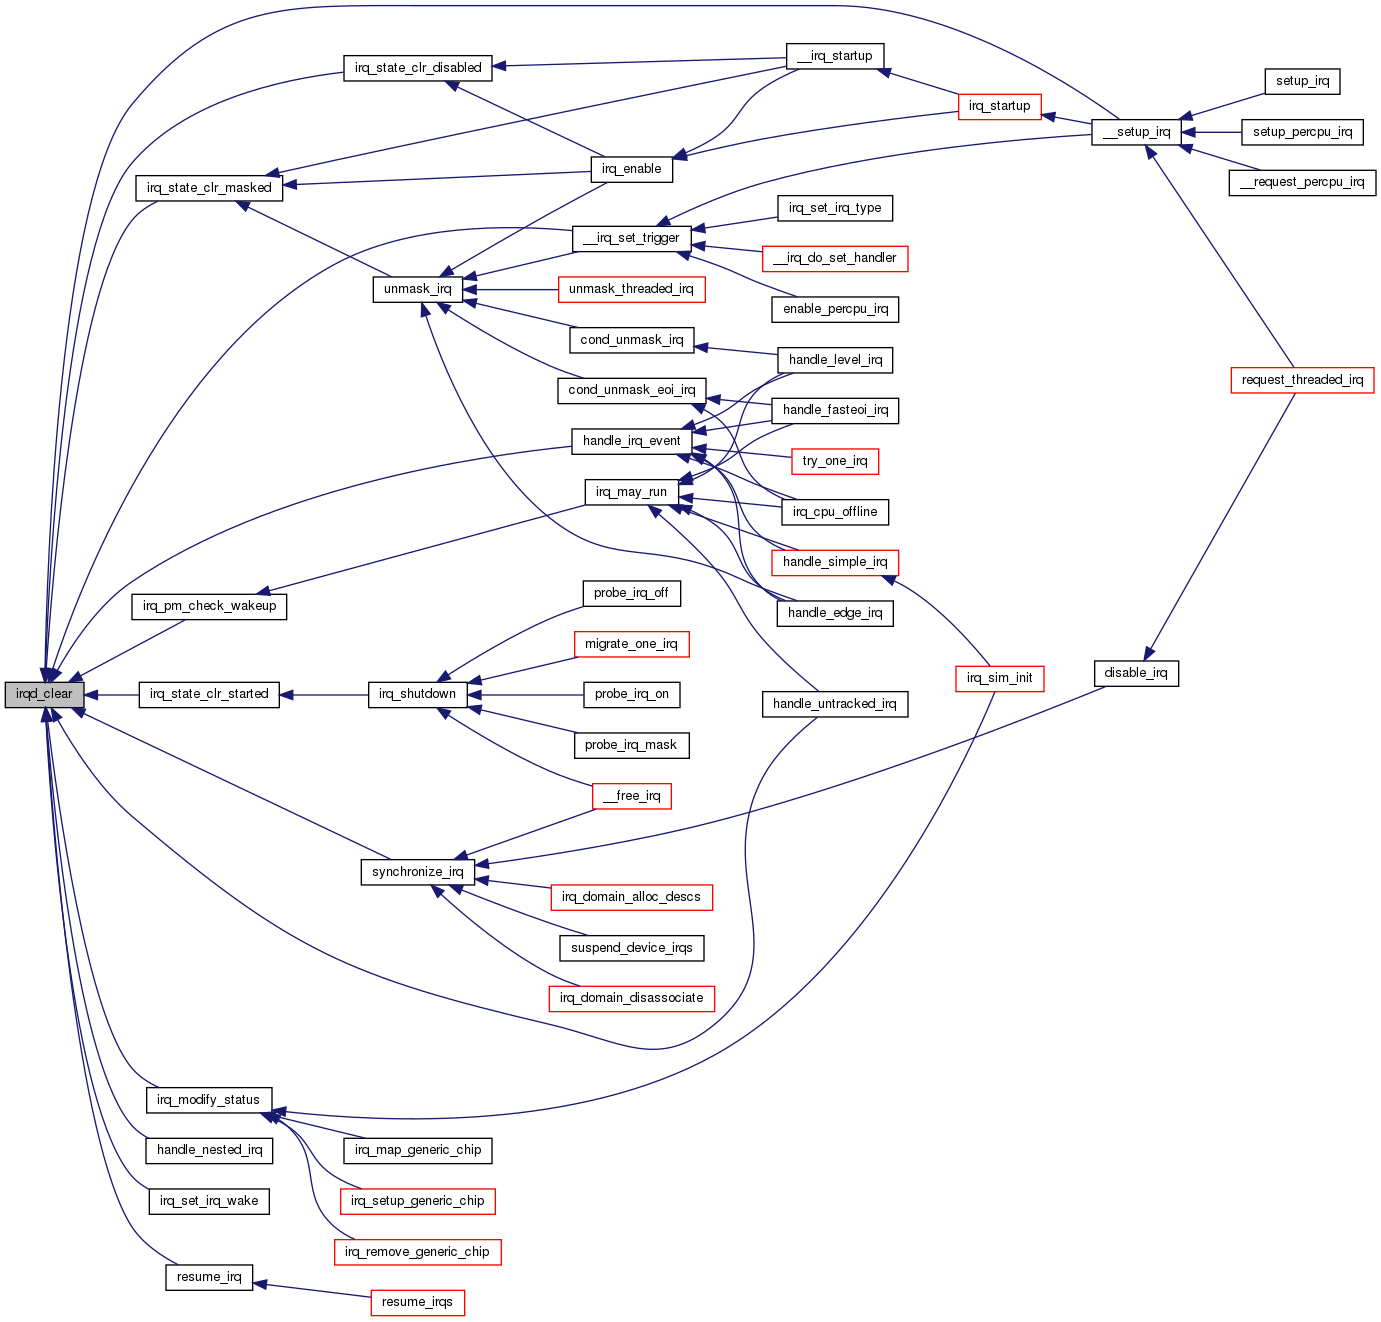 irqd_clear
irq_state_clr_disabled
irq_state_clr_masked
unmask_irq
irq_pm_check_wakeup
irq_state_clr_started
irq_shutdown
synchronize_irq
irq_modify_status
handle_nested_irq
irq_set_irq_wake
resume_irq
irq_map_generic_chip
irq_setup_generic_chip
irq_remove_generic_chip
resume_irqs
irq_enable
__irq_set_trigger
unmask_threaded_irq
cond_unmask_irq
cond_unmask_eoi_irq
handle_irq_event
irq_may_run
probe_irq_off
migrate_one_irq
probe_irq_on
probe_irq_mask
__free_irq
irq_domain_alloc_descs
suspend_device_irqs
irq_domain_disassociate
__irq_startup
irq_set_irq_type
__irq_do_set_handler
enable_percpu_irq
handle_level_irq
handle_fasteoi_irq
try_one_irq
irq_cpu_offline
handle_simple_irq
handle_edge_irq
handle_untracked_irq
irq_startup
irq_sim_init
__setup_irq
disable_irq
setup_irq
setup_percpu_irq
__request_percpu_irq
request_threaded_irq